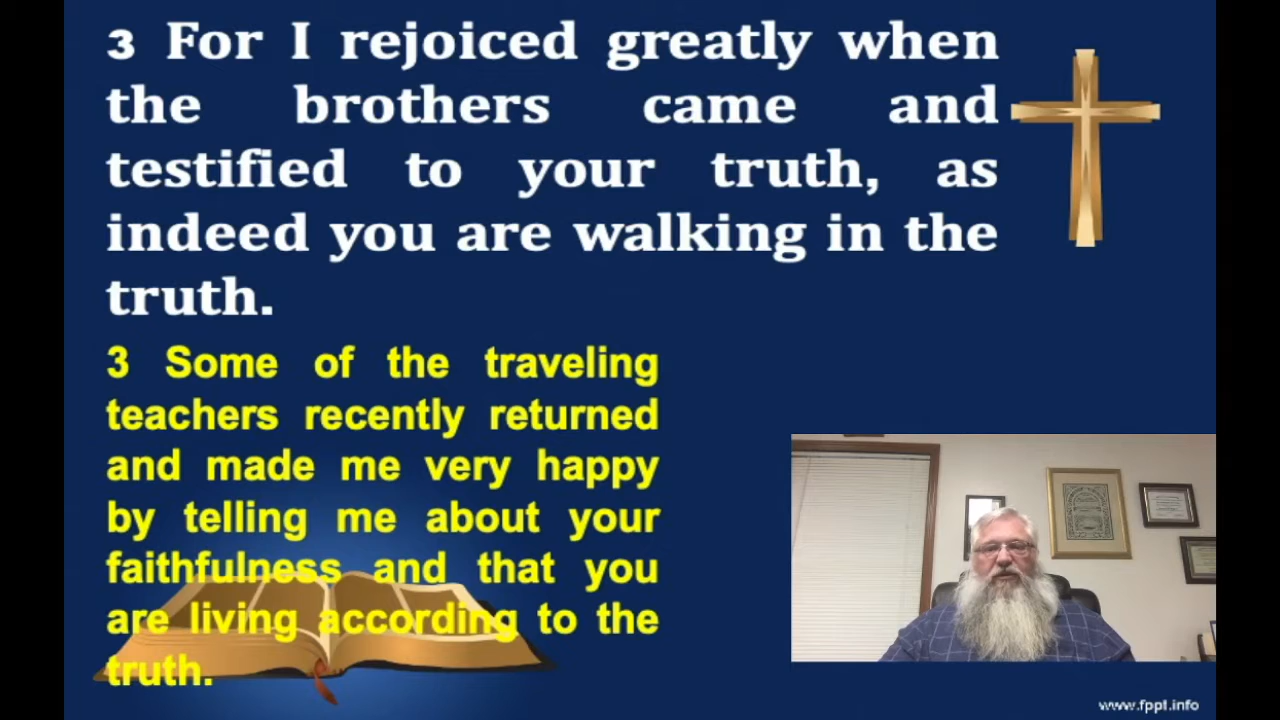 3 For I rejoiced greatly when
the brothers came and
testified to your truth, as
indeed you are walking in the
truth.
3 Some of the traveling
teachers recently returned
and made me very happy
by telling me about your
faithfulness and that you
are living according to the
truth.
www.fppt.info